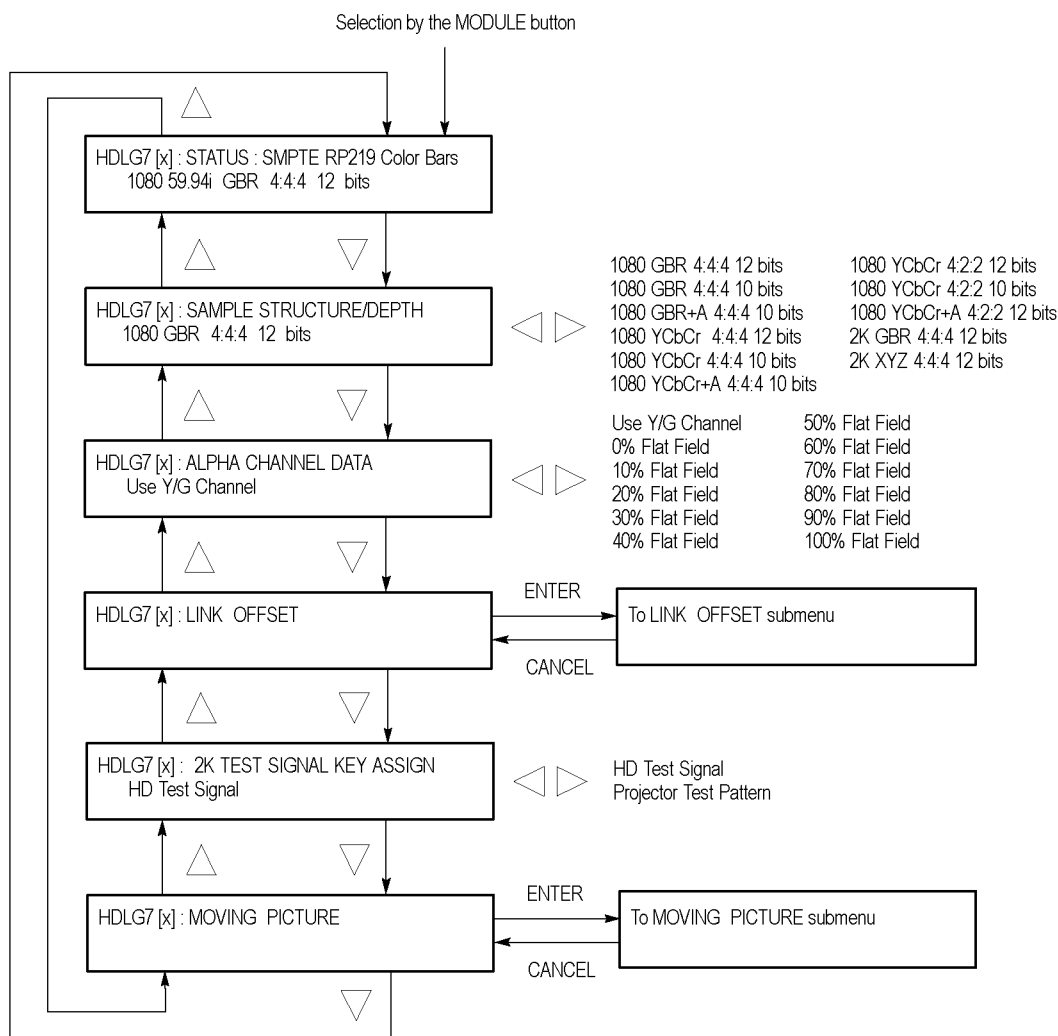 Selection by the MODULE button
HDLG7 [x] : STATUS : SMPTE RP219 Color Bars
1080 59.94i GBR 4:4:4 12 bits
HDLG7 [x] : SAMPLE STRUCTURE/DEPTH
1080 GBR 4:4:4 12 bits
1080 GBR 4:4:4 12 bits
1080 GBR 4:4:4 10 bits
1080 GBR+A 4:4:4 10 bits
1080 YCbCr 4:4:4 12 bits
1080 YCbCr 4:4:4 10 bits
1080 YCbCr+A 4:4:4 10 bits
1080 YCbCr 4:2:2 12 bits
1080 YCbCr 4:2:2 10 bits
1080 YCbCr+A 4:2:2 12 bits
2K GBR 4:4:4 12 bits
2K XYZ 4:4:4 12 bits
HDLG7 [x] : ALPHA CHANNEL DATA
Use Y/G Channel
Use Y/G Channel
0% Flat Field
10% Flat Field
20% Flat Field
30% Flat Field
40% Flat Field
50% Flat Field
60% Flat Field
70% Flat Field
80% Flat Field
90% Flat Field
100% Flat Field
HDLG7 [x] : LINK OFFSET
ENTER
CANCEL
To LINK OFFSET submenu
HDLG7 [x] : 2K TEST SIGNAL KEY ASSIGN
HD Test Signal
HD Test Signal
Projector Test Pattern
HDLG7 [x] : MOVING PICTURE
ENTER
CANCEL
To MOVING PICTURE submenu